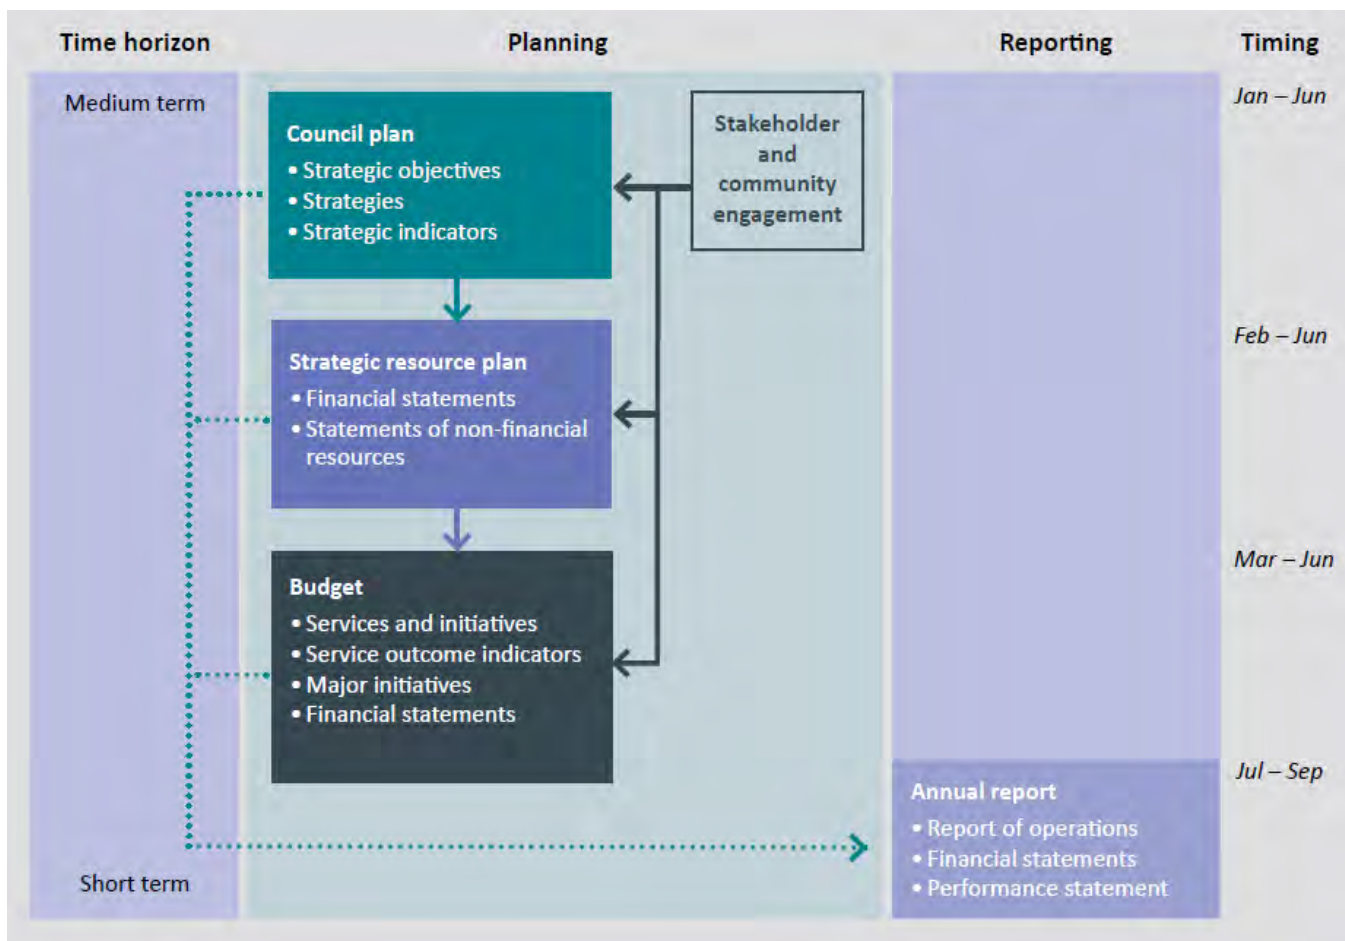 Time horizon
Planning
Reporting
Timing
Medium term
Jan – Jun
Council plan
• Strategic objectives
• Strategies
• Strategic indicators
Stakeholder
and
community
engagement
Feb – Jun
Strategic resource plan
• Financial statements
• Statements of non-financial
resources
Mar – Jun
Budget
• Services and initiatives
• Service outcome indicators
• Major initiatives
• Financial statements
Jul – Sep
Annual report
• Report of operations
• Financial statements
• Performance statement
Short term